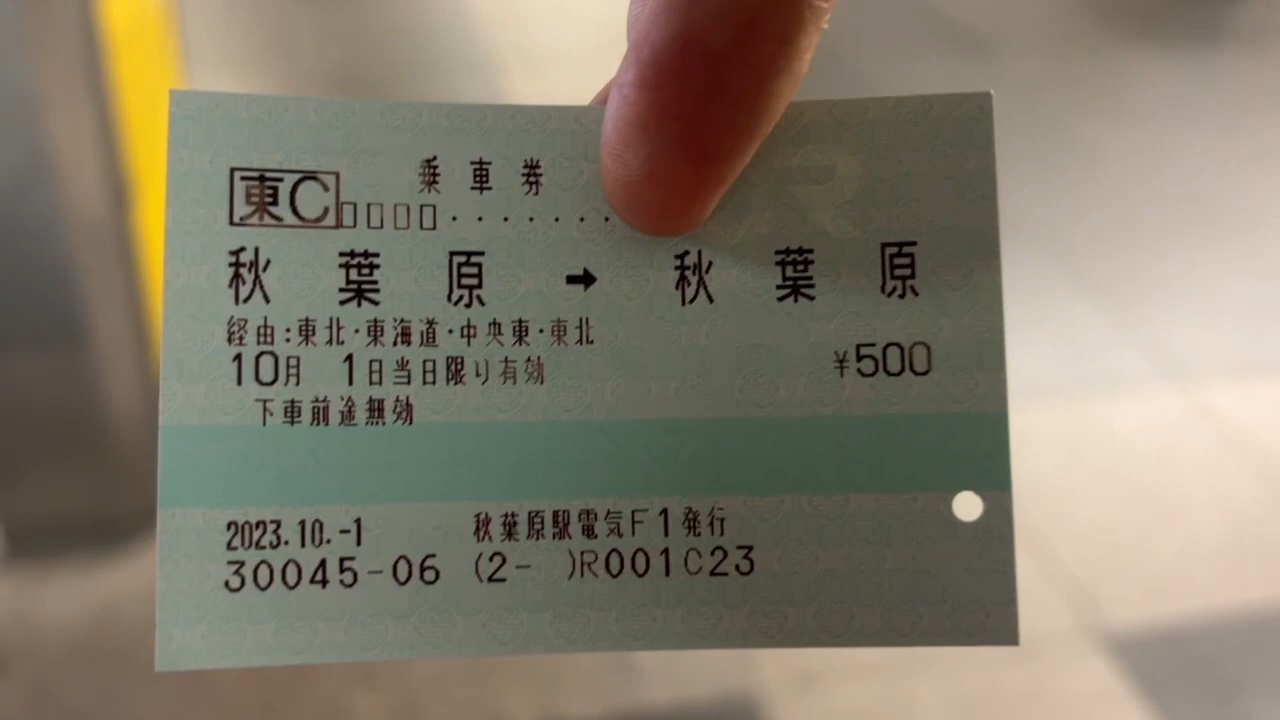 乗車券
東C □□□□・・・・・・・
秋葉原 → 秋葉原
経由：東北・東海道・中央東・東北
10月 1日当日限り有効 ¥500
下車前途無効
2023.10.-1 秋葉原駅電気F1発行
30045-06 (2- )R001C23